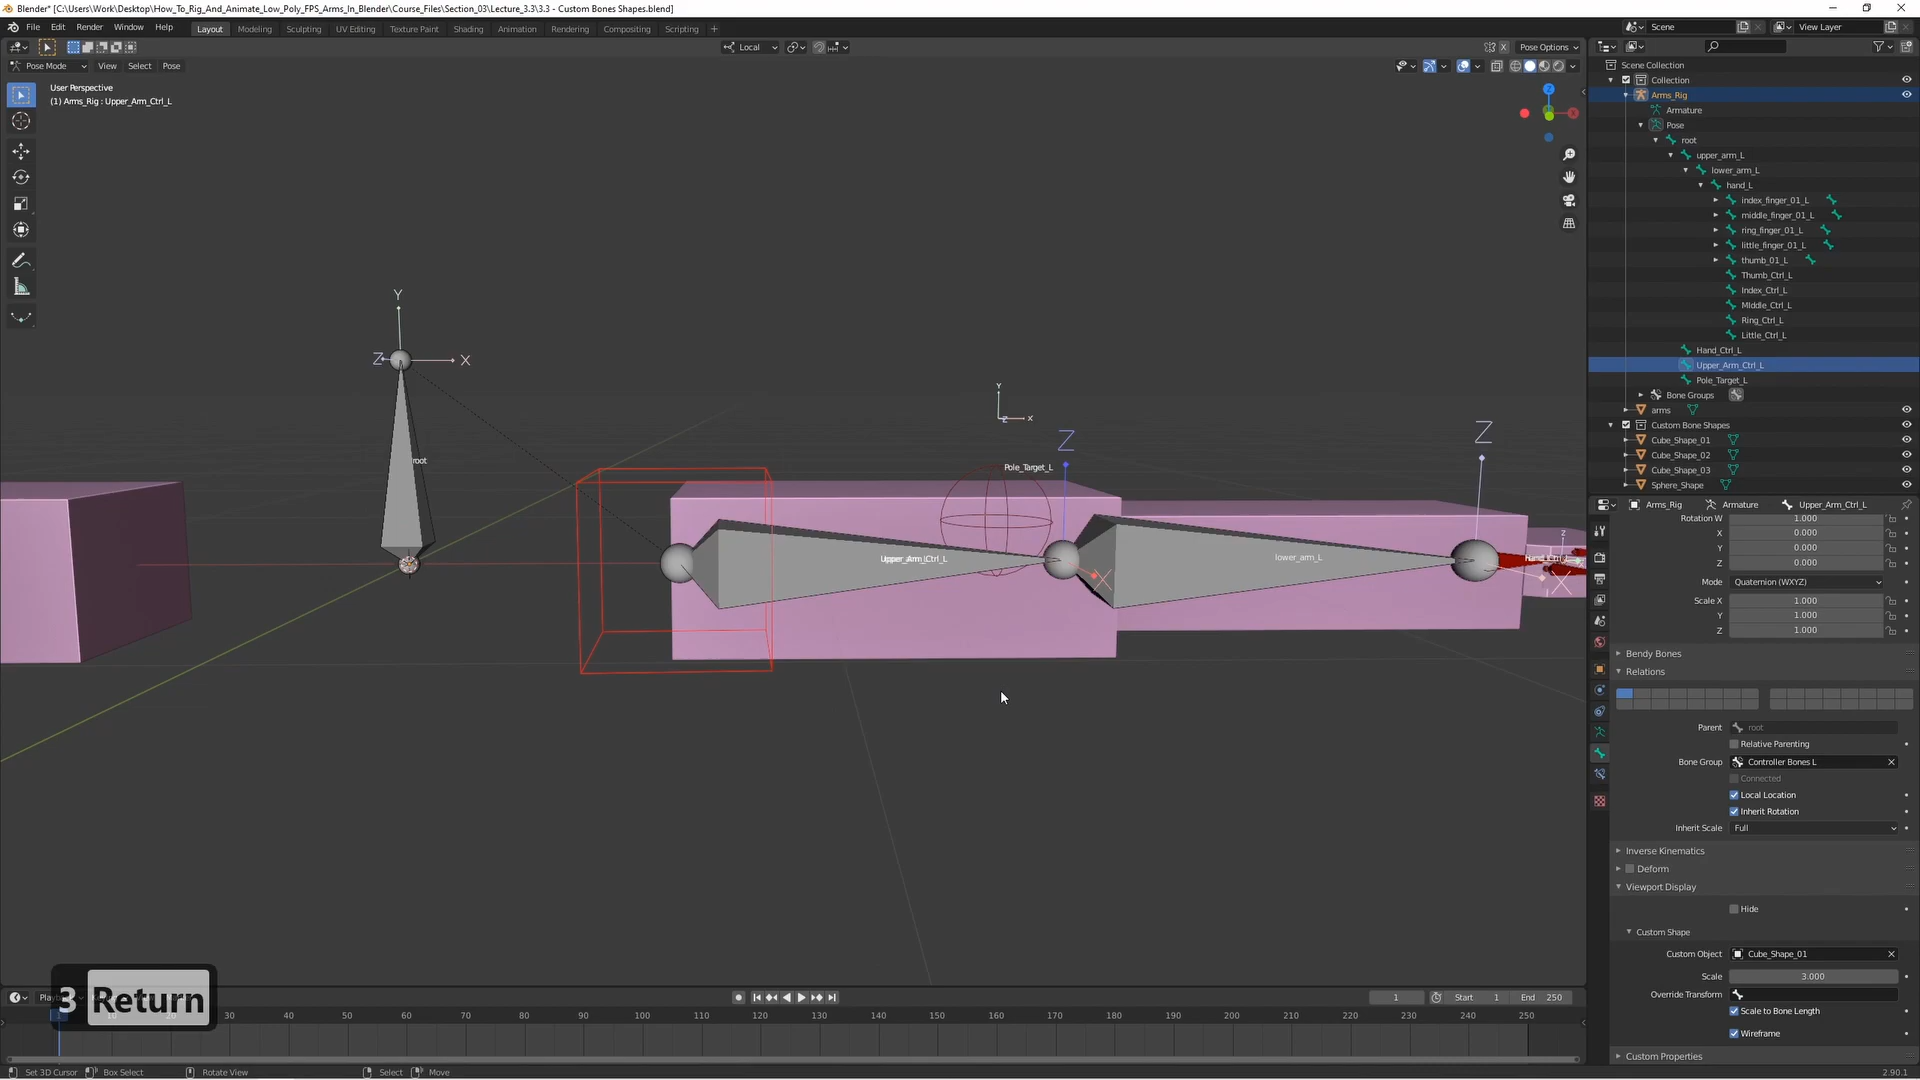 Blender* [C:\Users\Work\Desktop\How_To_Rig_And_Animate_Low_Poly_FPS_Arms_In_Blender\Course_Files\Section_03\Lecture_3.3\3.3 - Custom Bones Shapes.blend]
File Edit Render Window Help Layout Modeling Sculpting UV Editing Texture Paint Shading Animation Rendering Compositing Scripting + Scene View Layer
Local X Pose Options
Pose Mode View Select Pose
User Perspective
(1) Arms_Rig : Upper_Arm_Ctrl_L
Z
Y
Z X
root
Y
Z X
Pole_Target_L
Z
Z
Upper_Arm_Ctrl_L
lower_arm_L
X
X
Z
Scene Collection
Collection
Arms_Rig
Armature
Pose
root
upper_arm_L
lower_arm_L
hand_L
index_finger_01_L
middle_finger_01_L
ring_finger_01_L
little_finger_01_L
thumb_01_L
Thumb_Ctrl_L
Index_Ctrl_L
MIddle_Ctrl_L
Ring_Ctrl_L
Little_Ctrl_L
Hand_Ctrl_L
Upper_Arm_Ctrl_L
Pole_Target_L
Bone Groups
arms
Custom Bone Shapes
Cube_Shape_01
Cube_Shape_02
Cube_Shape_03
Sphere_Shape
Arms_Rig Armature Upper_Arm_Ctrl_L
Rotation W 1.000
X 0.000
Y 0.000
Z 0.000
Mode Quaternion (WXYZ)
Scale X 1.000
Y 1.000
Z 1.000
Bendy Bones
Relations
Parent root
Relative Parenting
Bone Group Controller Bones L
Connected
Local Location
Inherit Rotation
Inherit Scale Full
Inverse Kinematics
Deform
Viewport Display
Hide
Custom Shape
Custom Object Cube_Shape_01
Scale 3.000
Override Transform
Scale to Bone Length
Wireframe
Custom Properties
3 Return
1 Start 1 End 250
1 10 20 30 40 50 60 70 80 90 100 110 120 130 140 150 160 170 180 190 200 210 220 230 240 250
Set 3D Cursor Box Select Rotate View Select Move 2.90.1